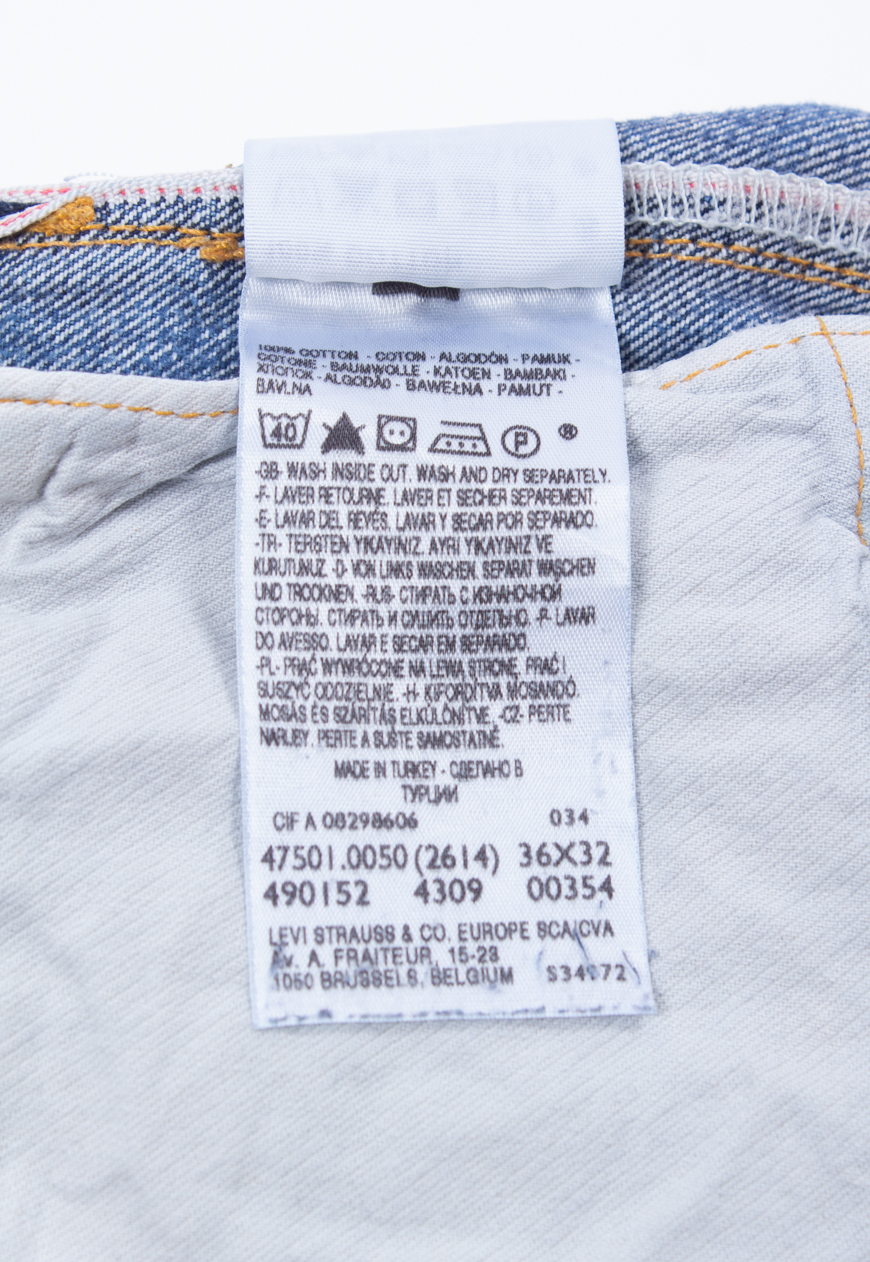 100% COTTON - COTON - ALGODÓN - PAMUK -
COTONE - BAUMWOLLE - KATOEN - BAMBAKI -
ХЛОПОК - ALGODÃO - BAWEŁNA - PAMUT -
BAVLNA
40 P ®
-GB- WASH INSIDE OUT. WASH AND DRY SEPARATELY.
-F- LAVER RETOURNE. LAVER ET SECHER SEPAREMENT.
-E- LAVAR DEL REVÉS. LAVAR Y SECAR POR SEPARADO.
-TR- TERSTEN YIKAYINIZ. AYRI YIKAYINIZ VE
KURUTUNUZ. -D- VON LINKS WASCHEN. SEPARAT WASCHEN
UND TROCKNEN. -RUS- СТИРАТЬ С ИЗНАНОЧНОЙ
СТОРОНЫ. СТИРАТЬ И СУШИТЬ ОТДЕЛЬНО. -P- LAVAR
DO AVESSO. LAVAR E SECAR EM SEPARADO.
-PL- PRAĆ WYWRÓCONE NA LEWĄ STRONĘ. PRAĆ I
SUSZYĆ ODDZIELNIE. -H- KIFORDÍTVA MOSANDÓ.
MOSÁS ÉS SZÁRÍTÁS ELKÜLÖNÍTVE. -CZ- PERTE
NARUBY. PERTE A SUŠTE SAMOSTATNĚ.
MADE IN TURKEY - СДЕЛАНО В
ТУРЦИИ
CIF A 08298606 034
47501.0050 (2614) 36X32
490152 4309 00354
LEVI STRAUSS & CO. EUROPE SCA/CVA
Av. A. FRAITEUR, 15-23
1050 BRUSSELS, BELGIUM